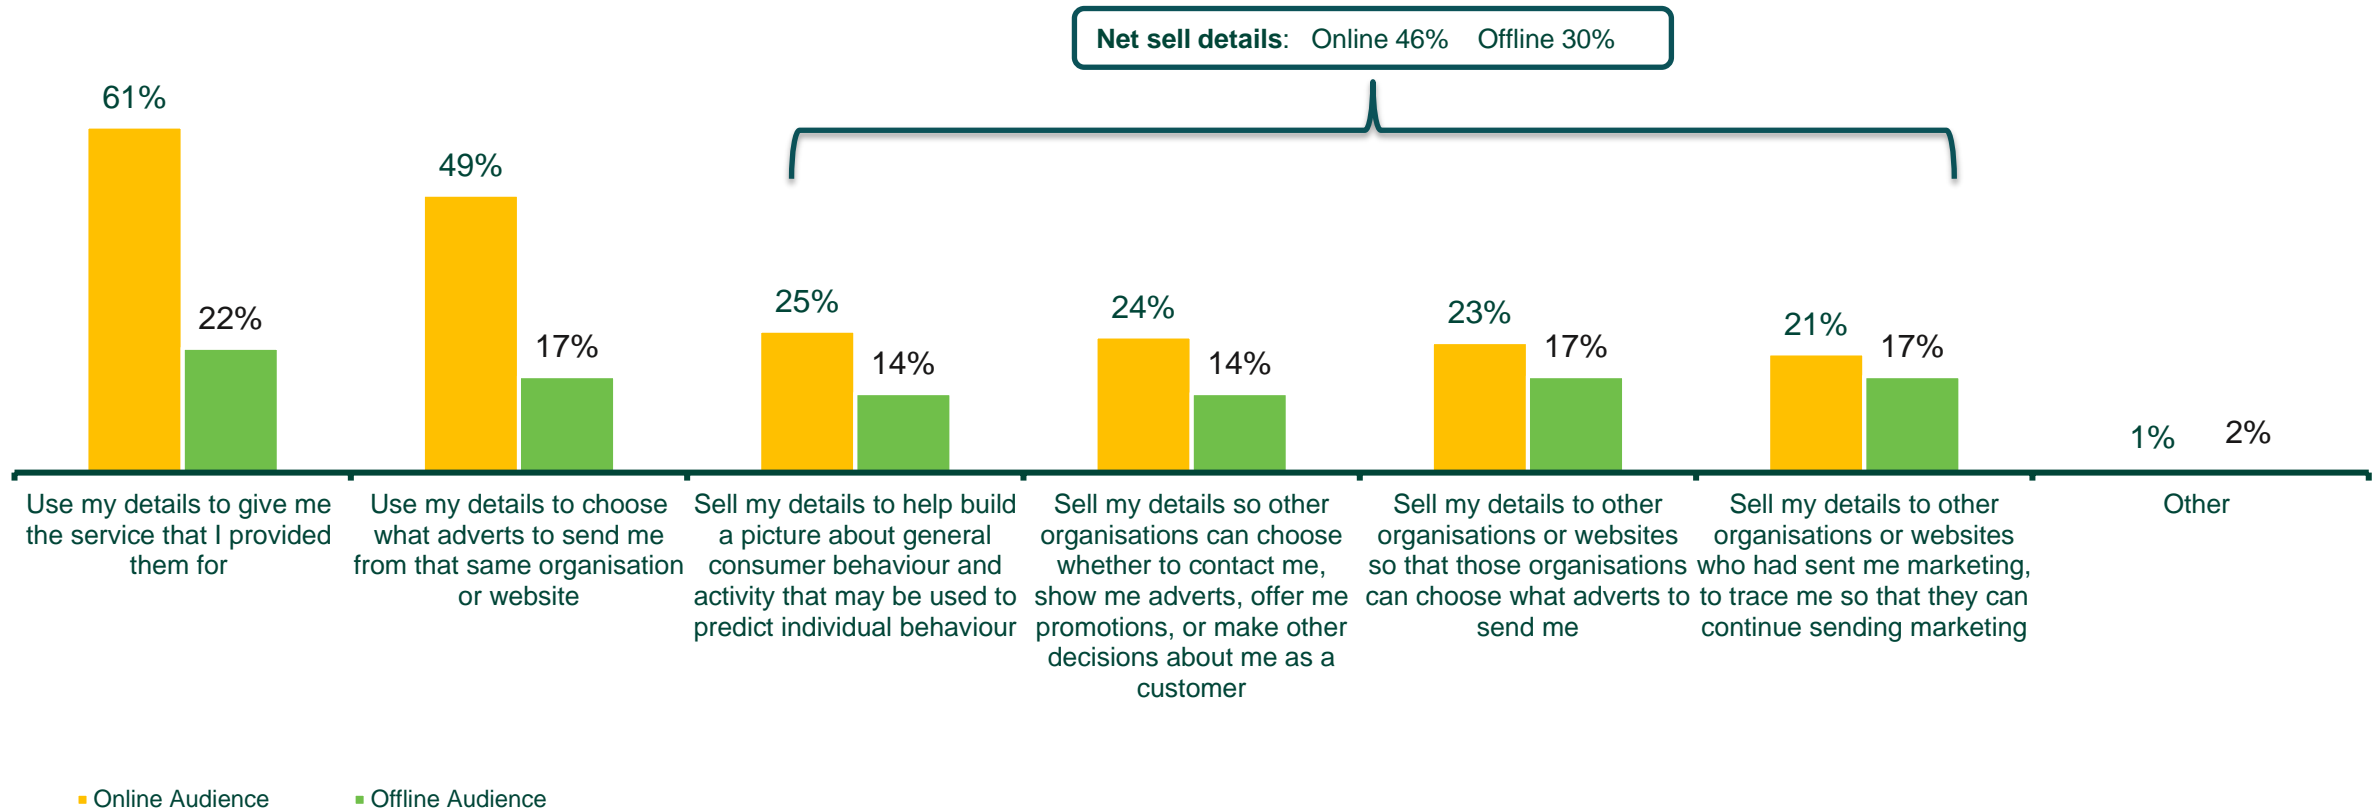 Net sell details: Online 46% Offline 30%
61%
22%
49%
17%
25%
14%
24%
14%
23%
17%
21%
17%
1%
2%
Use my details to give me
the service that I provided
them for
Use my details to choose
what adverts to send me
from that same organisation
or website
Sell my details to help build
a picture about general
consumer behaviour and
activity that may be used to
predict individual behaviour
Sell my details so other
organisations can choose
whether to contact me,
show me adverts, offer me
promotions, or make other
decisions about me as a
customer
Sell my details to other
organisations or websites
so that those organisations
can choose what adverts to
send me
Sell my details to other
organisations or websites
who had sent me marketing,
to trace me so that they can
continue sending marketing
Other
Online Audience
Offline Audience